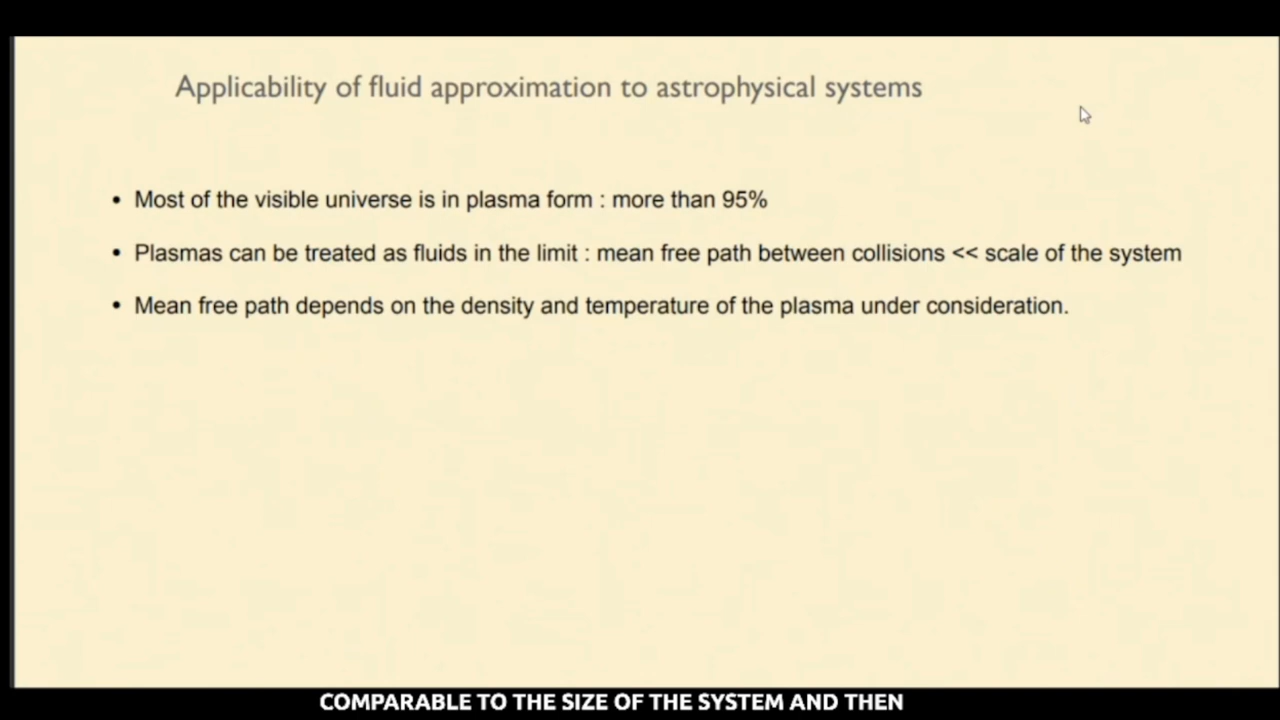 Applicability of fluid approximation to astrophysical systems
• Most of the visible universe is in plasma form : more than 95%
• Plasmas can be treated as fluids in the limit : mean free path between collisions << scale of the system
• Mean free path depends on the density and temperature of the plasma under consideration.
COMPARABLE TO THE SIZE OF THE SYSTEM AND THEN